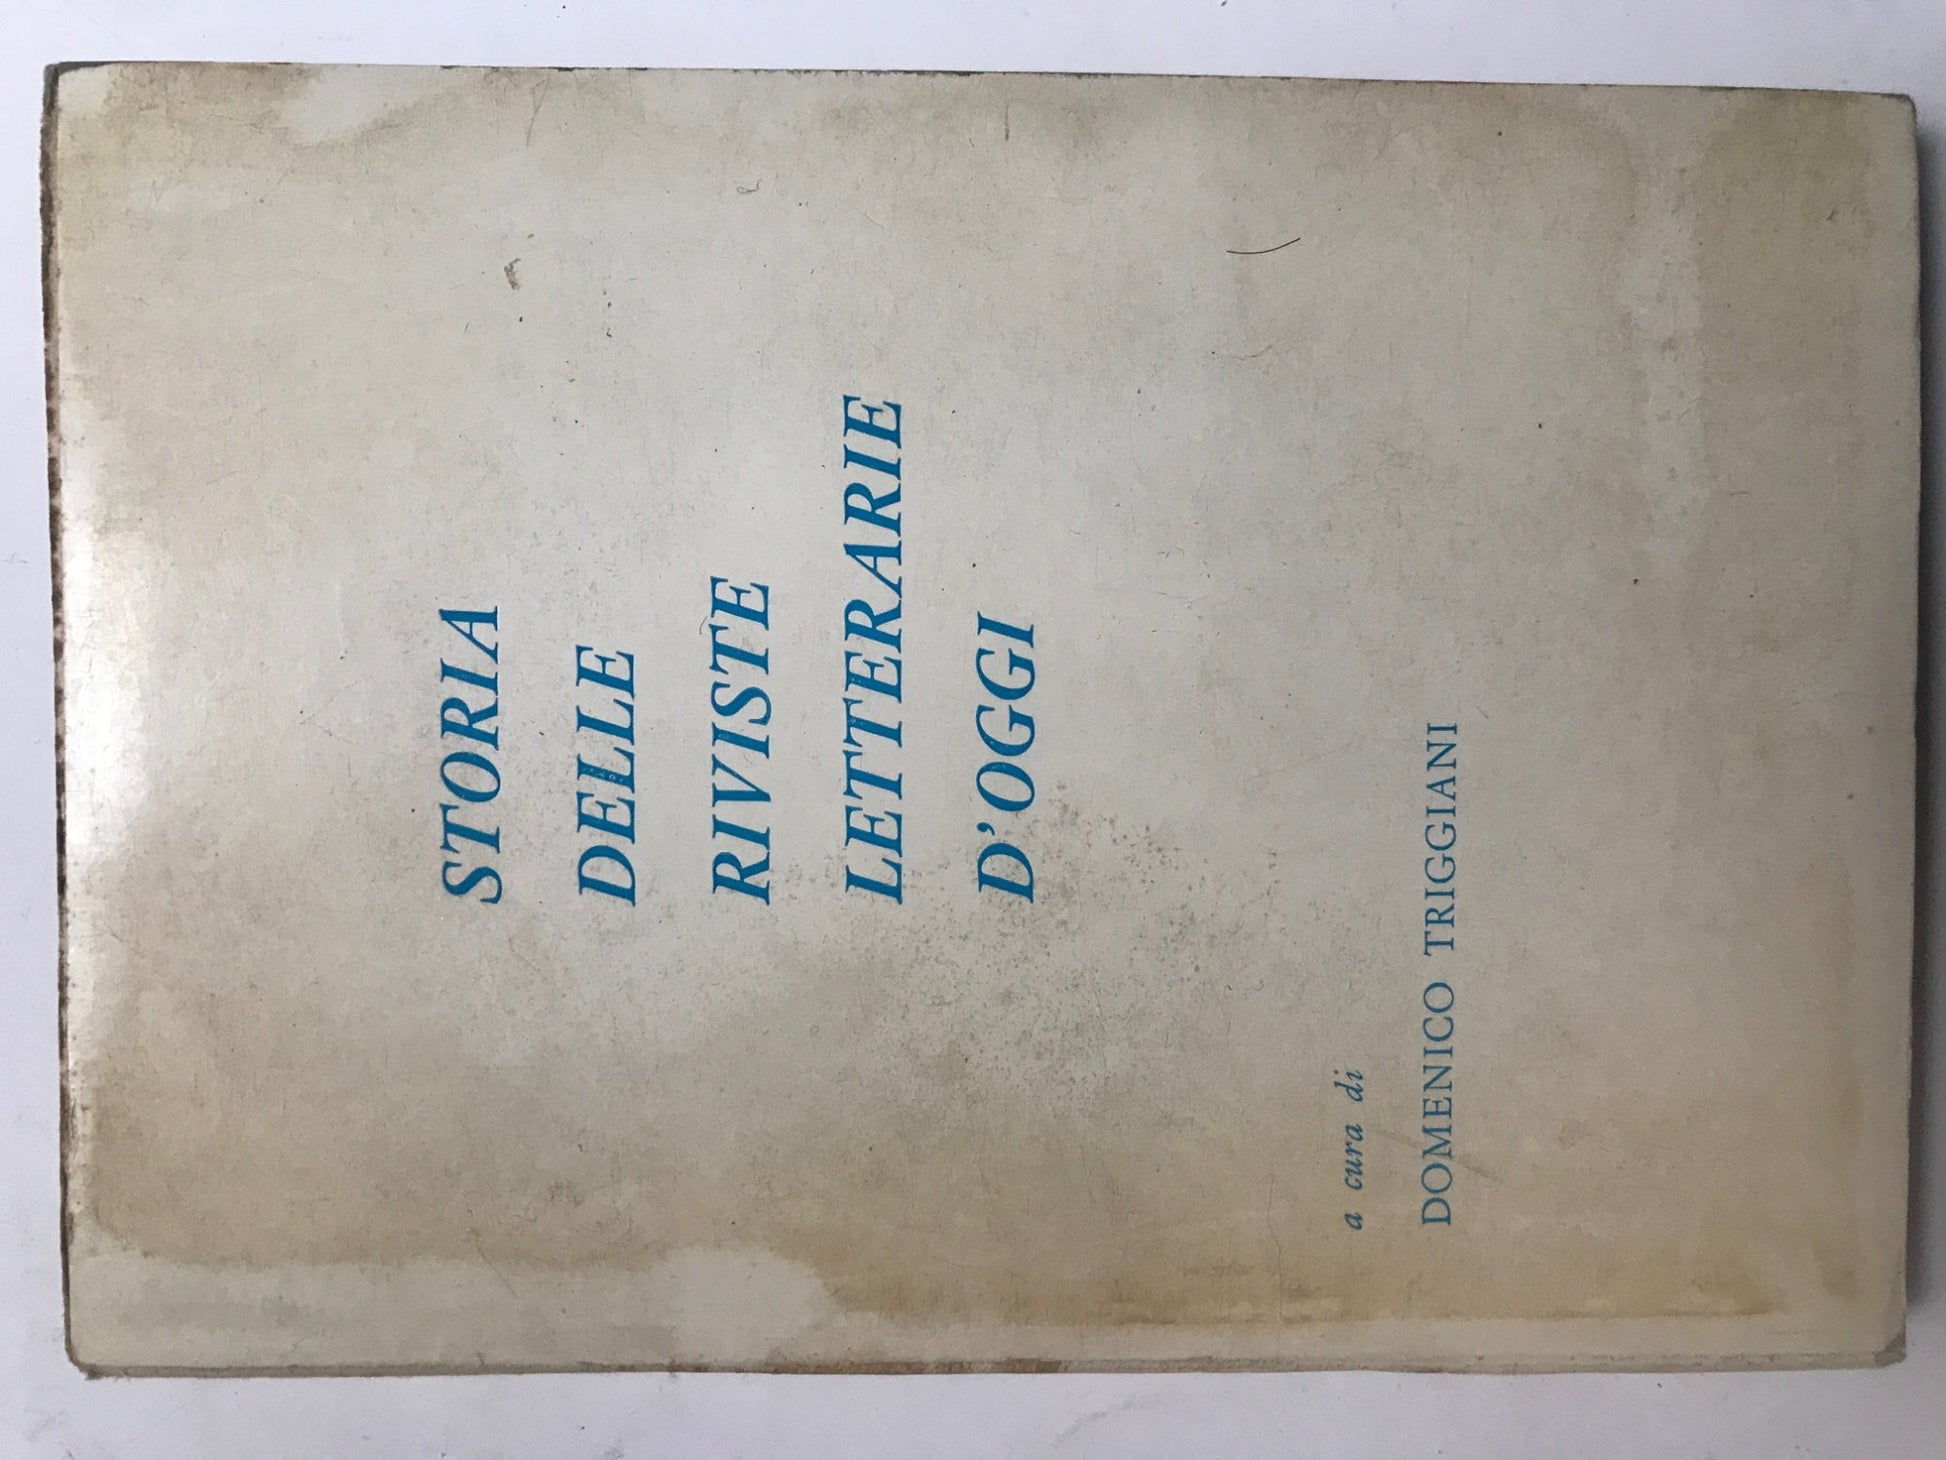 STORIA
DELLE
RIVISTE
LETTERARIE
D'OGGI
a cura di
DOMENICO TRIGGIANI